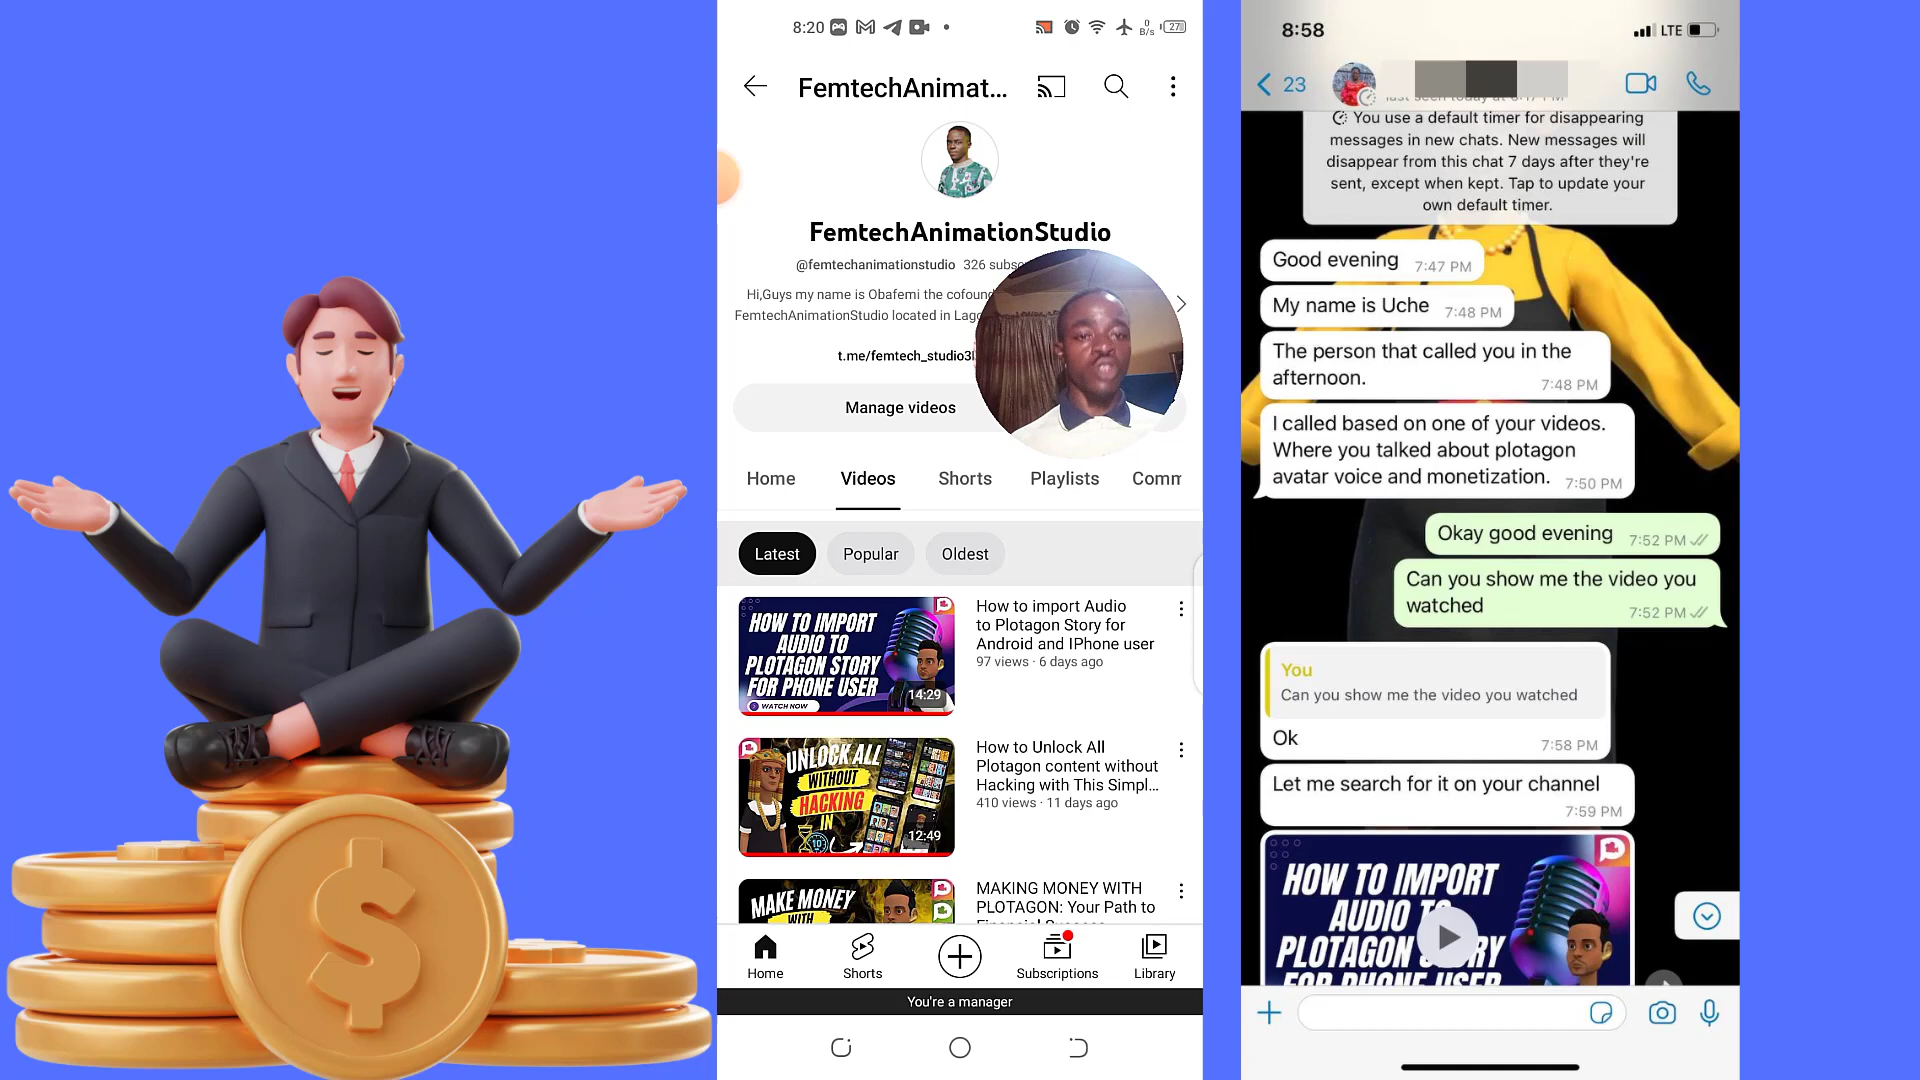 8:20
0
B/s
27
FemtechAnimat...
FemtechAnimationStudio
@femtechanimationstudio 326
Hi,Guys my name is Obafemi the
FemtechAnimationStudio located in
Manage videos
Home Videos Shorts Playlists
Latest Popular Oldest
HOW TO IMPORT
AUDIO TO
PLOTAGON STORY
FOR PHONE USER
WATCH NOW
14:29
How to import Audio
to Plotagon Story for
Android and IPhone user
97 views · 6 days ago
UNLOCK ALL
WITHOUT
HACKING
IN
10
12:49
How to Unlock All
Plotagon content without
Hacking with This Simpl...
410 views · 11 days ago
MAKE MONEY
WITH
MAKING MONEY WITH
PLOTAGON: Your Path to
Home Shorts Subscriptions Library
You're a manager
$
8:58
LTE
23
last seen today at
You use a default timer for disappearing
messages in new chats. New messages will
disappear from this chat 7 days after they're
sent, except when kept. Tap to update your
own default timer.
Good evening 7:47 PM
My name is Uche 7:48 PM
The person that called you in the
afternoon. 7:48 PM
I called based on one of your videos.
Where you talked about plotagon
avatar voice and monetization. 7:50 PM
Okay good evening 7:52 PM
Can you show me the video you
watched 7:52 PM
You
Can you show me the video you watched
Ok 7:58 PM
Let me search for it on your channel
7:59 PM
HOW TO IMPORT
AUDIO
PLOTAGON
FOR PHONE USER